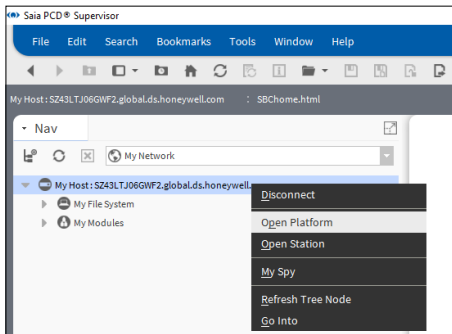 Saia PCD® Supervisor
File Edit Search Bookmarks Tools Window Help
My Host : SZ43LTJ06GWF2.global.ds.honeywell.com : SBChome.html
Nav
My Network
My Host : SZ43LTJ06GWF2.global.ds.honeywell.
My File System
My Modules
Disconnect
Open Platform
Open Station
My Spy
Refresh Tree Node
Go Into